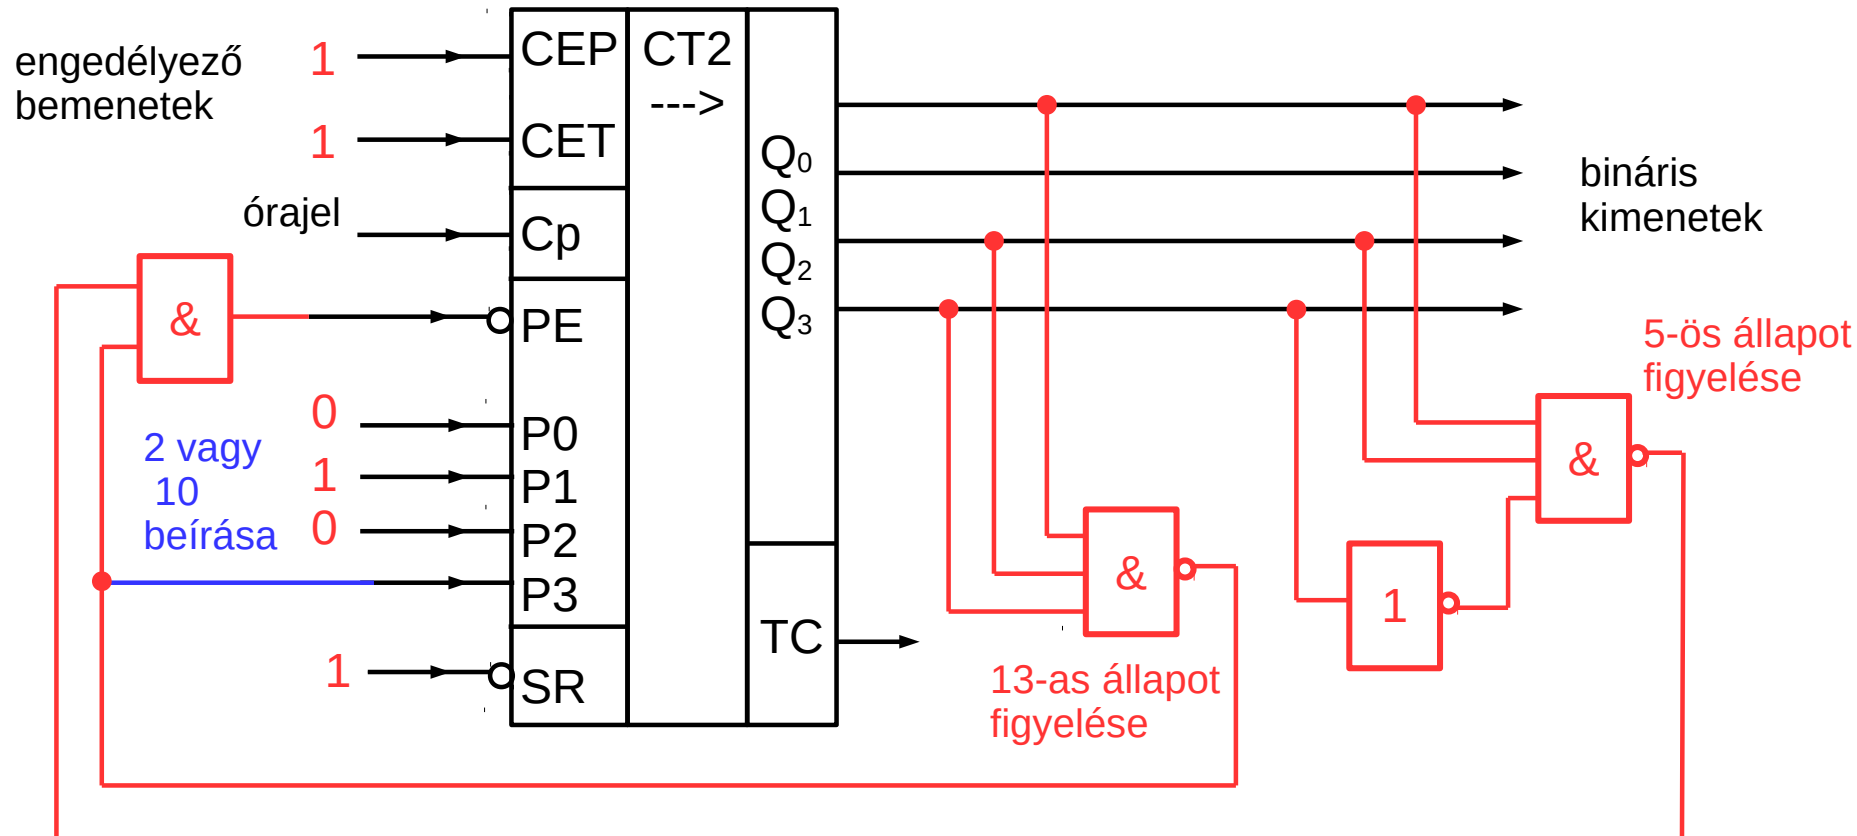 engedélyező
bemenetek
1
1
órajel
&
0
1
0
2 vagy
10
beírása
1
CEP
CET
Cp
PE
P0
P1
P2
P3
SR
CT2
--->
Q0
Q1
Q2
Q3
TC
bináris
kimenetek
5-ös állapot
figyelése
&
&
1
13-as állapot
figyelése